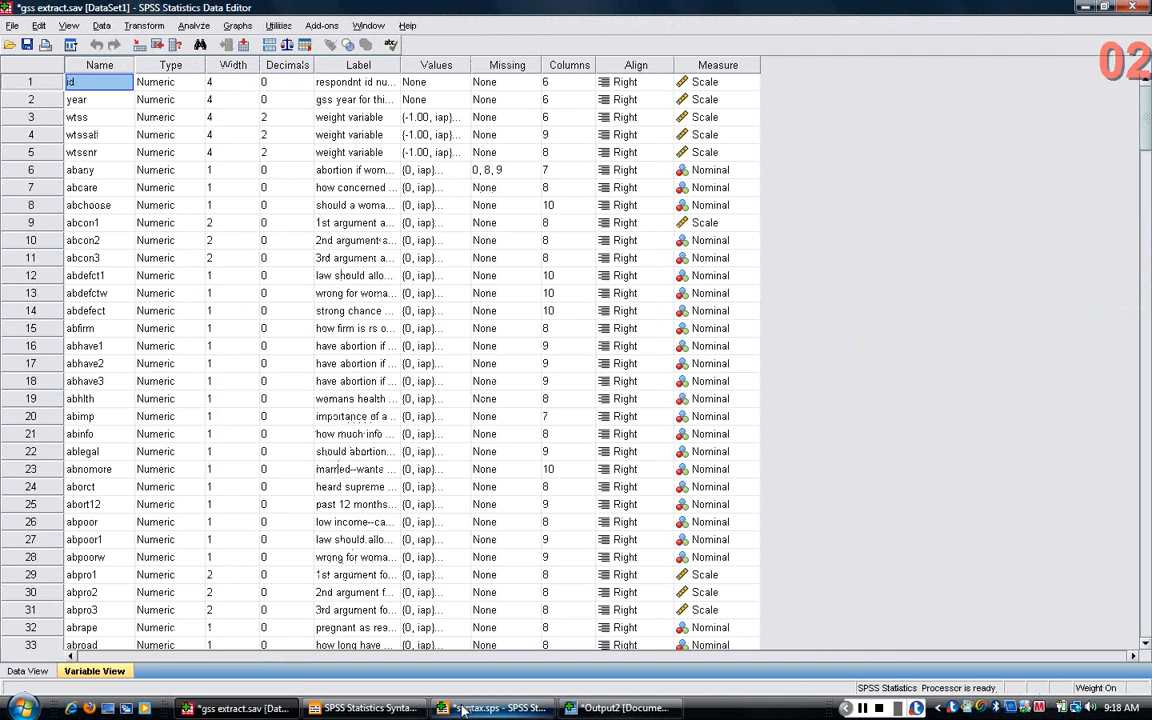 *gss extract.sav [DataSet1] - SPSS Statistics Data Editor
File Edit View Data Transform Analyze Graphs Utilities Add-ons Window Help
02
Name Type Width Decimals Label Values Missing Columns Align Measure
1 id Numeric 4 0 respondnt id nu... None None 6 Right Scale
2 year Numeric 4 0 gss year for thi... None None 6 Right Scale
3 wtss Numeric 4 2 weight variable {-1.00, iap}... None 6 Right Scale
4 wtssall Numeric 4 2 weight variable {-1.00, iap}... None 9 Right Scale
5 wtssnr Numeric 4 2 weight variable {-1.00, iap}... None 8 Right Scale
6 abany Numeric 1 0 abortion if wom... {0, iap}... 0, 8, 9 7 Right Nominal
7 abcare Numeric 1 0 how concerned ... {0, iap}... None 8 Right Nominal
8 abchoose Numeric 1 0 should a woma... {0, iap}... None 10 Right Nominal
9 abcon1 Numeric 2 0 1st argument a... {0, iap}... None 8 Right Scale
10 abcon2 Numeric 2 0 2nd argument a... {0, iap}... None 8 Right Nominal
11 abcon3 Numeric 2 0 3rd argument a... {0, iap}... None 8 Right Nominal
12 abdefct1 Numeric 1 0 law should allo... {0, iap}... None 10 Right Nominal
13 abdefctw Numeric 1 0 wrong for woma... {0, iap}... None 10 Right Nominal
14 abdefect Numeric 1 0 strong chance ... {0, iap}... None 10 Right Nominal
15 abfirm Numeric 1 0 how firm is rs o... {0, iap}... None 8 Right Nominal
16 abhave1 Numeric 1 0 have abortion if ... {0, iap}... None 9 Right Nominal
17 abhave2 Numeric 1 0 have abortion if ... {0, iap}... None 9 Right Nominal
18 abhave3 Numeric 1 0 have abortion if ... {0, iap}... None 9 Right Nominal
19 abhlth Numeric 1 0 womans health ... {0, iap}... None 8 Right Nominal
20 abimp Numeric 1 0 importance of a ... {0, iap}... None 7 Right Nominal
21 abinfo Numeric 1 0 how much info ... {0, iap}... None 8 Right Nominal
22 ablegal Numeric 1 0 should abortion... {0, iap}... None 9 Right Nominal
23 abnomore Numeric 1 0 married--wants ... {0, iap}... None 10 Right Nominal
24 aborct Numeric 1 0 heard supreme ... {0, iap}... None 8 Right Nominal
25 abort12 Numeric 1 0 past 12 months... {0, iap}... None 9 Right Nominal
26 abpoor Numeric 1 0 low income--ca... {0, iap}... None 8 Right Nominal
27 abpoor1 Numeric 1 0 law should allo... {0, iap}... None 9 Right Nominal
28 abpoorw Numeric 1 0 wrong for woma... {0, iap}... None 9 Right Nominal
29 abpro1 Numeric 2 0 1st argument fo... {0, iap}... None 8 Right Scale
30 abpro2 Numeric 2 0 2nd argument f... {0, iap}... None 8 Right Scale
31 abpro3 Numeric 2 0 3rd argument fo... {0, iap}... None 8 Right Scale
32 abrape Numeric 1 0 pregnant as res... {0, iap}... None 8 Right Nominal
33 abroad Numeric 1 0 how long have ... {0, iap}... None 8 Right Nominal
Data View Variable View
SPSS Statistics Processor is ready Weight On
*gss extract.sav [Dat... SPSS Statistics Synta... *syntax.sps - SPSS St... *Output2 [Docume... 9:18 AM